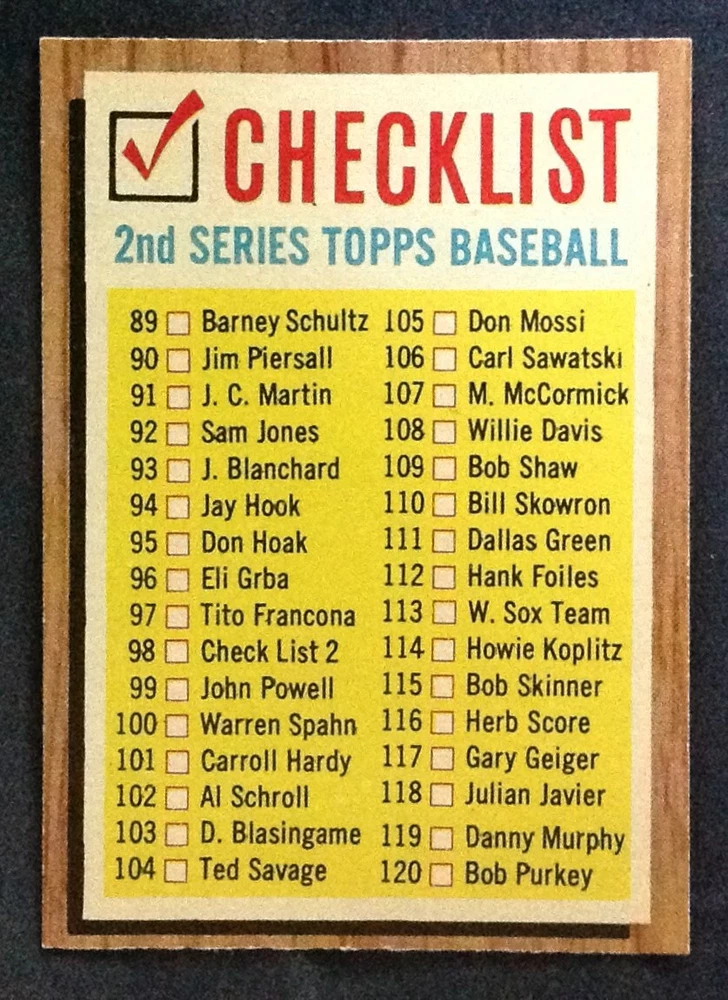 CHECKLIST
2nd SERIES TOPPS BASEBALL
89 Barney Schultz
90 Jim Piersall
91 J. C. Martin
92 Sam Jones
93 J. Blanchard
94 Jay Hook
95 Don Hoak
96 Eli Grba
97 Tito Francona
98 Check List 2
99 John Powell
100 Warren Spahn
101 Carroll Hardy
102 Al Schroll
103 D. Blasingame
104 Ted Savage
105 Don Mossi
106 Carl Sawatski
107 M. McCormick
108 Willie Davis
109 Bob Shaw
110 Bill Skowron
111 Dallas Green
112 Hank Foiles
113 W. Sox Team
114 Howie Koplitz
115 Bob Skinner
116 Herb Score
117 Gary Geiger
118 Julian Javier
119 Danny Murphy
120 Bob Purkey